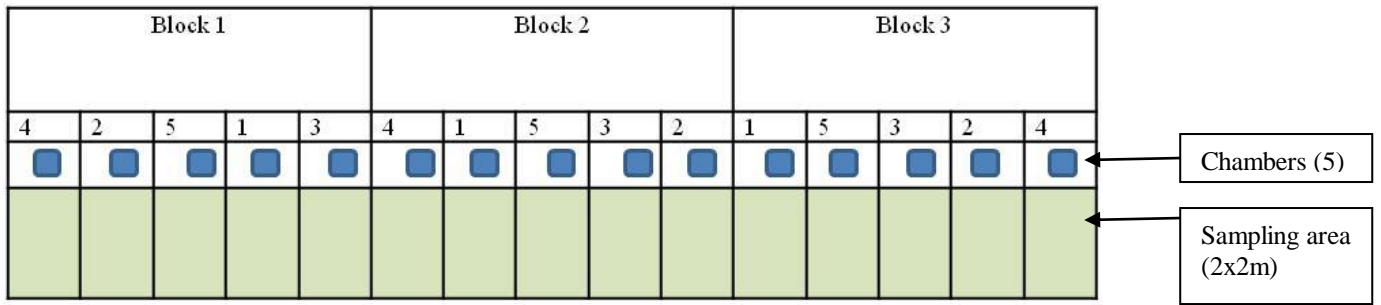 Block 1 Block 2 Block 3
4 2 5 1 3 4 1 5 3 2 1 5 3 2 4
Chambers (5)
Sampling area
(2x2m)